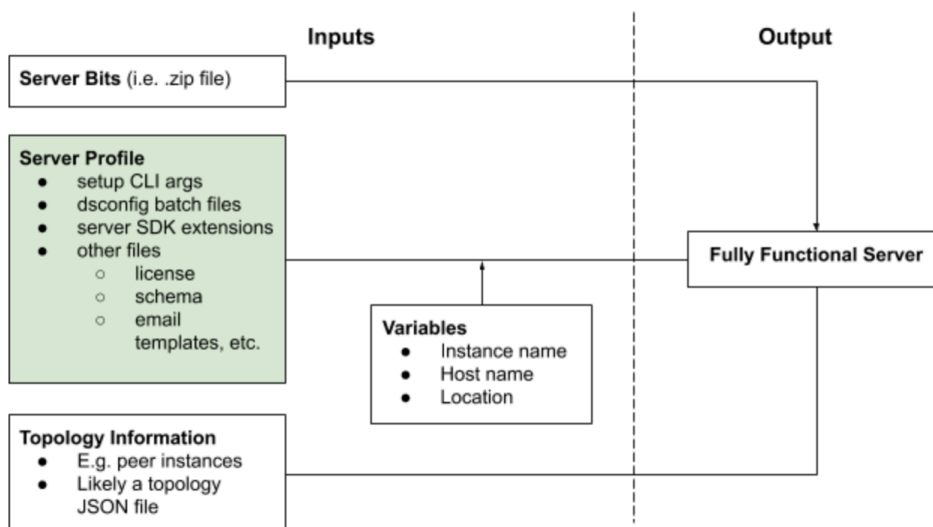 Inputs
Output
Server Bits (i.e. .zip file)
Server Profile
● setup CLI args
● dsconfig batch files
● server SDK extensions
● other files
○ license
○ schema
○ email
templates, etc.
Fully Functional Server
Variables
● Instance name
● Host name
● Location
Topology Information
● E.g. peer instances
● Likely a topology
JSON file